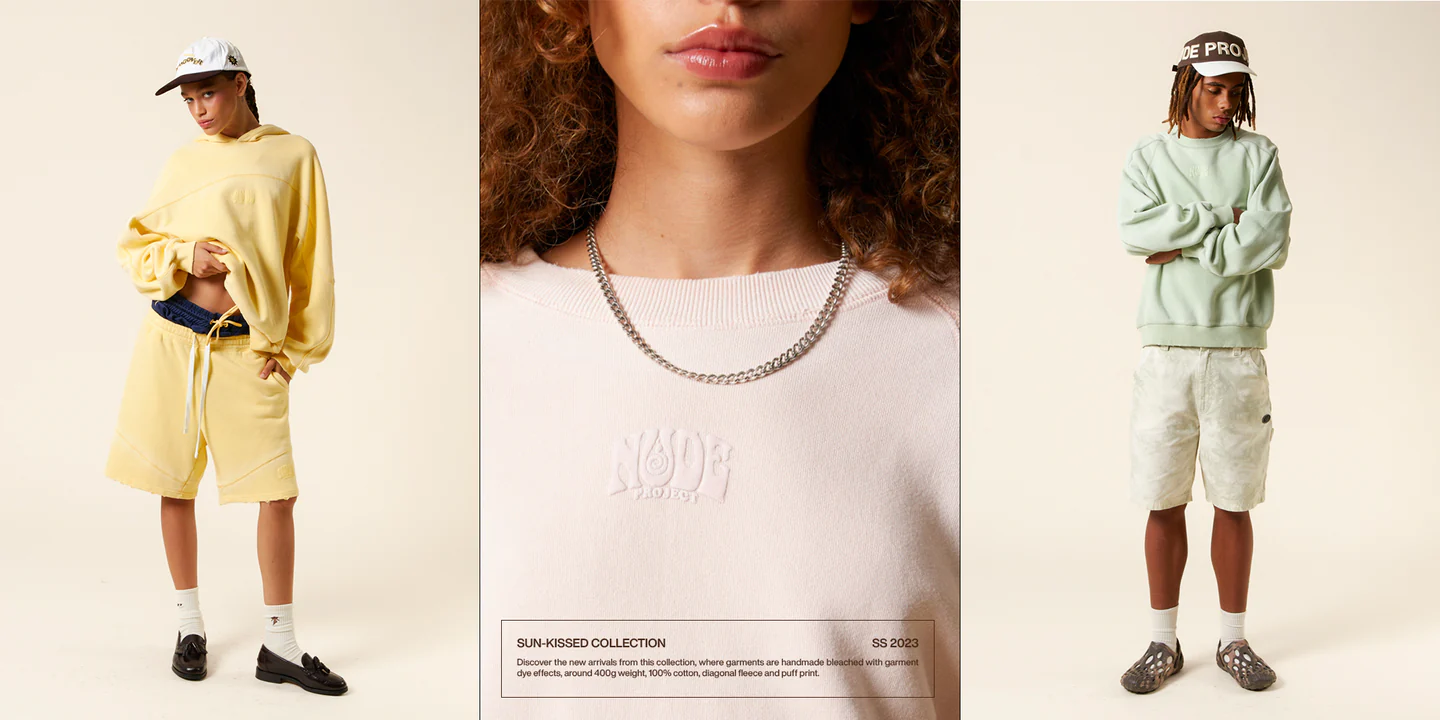 DE PRO
NUDE
PROJECT
SUN-KISSED COLLECTION
SS 2023
Discover the new arrivals from this collection, where garments are handmade bleached with garment
dye effects, around 400g weight, 100% cotton, diagonal fleece and puff print.